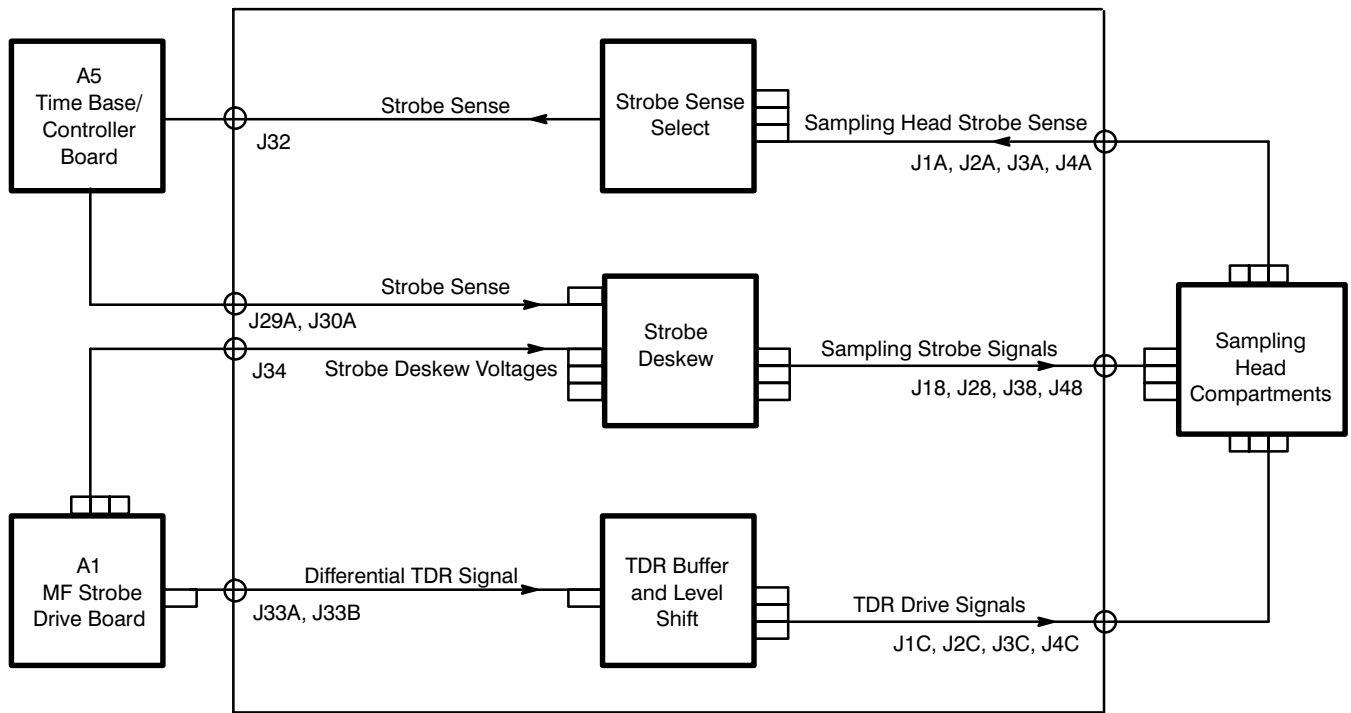 A5
Time Base/
Controller
Board
J32
Strobe Sense
Strobe Sense
Select
Sampling Head Strobe Sense
J1A, J2A, J3A, J4A
Strobe Sense
J29A, J30A
J34
Strobe Deskew Voltages
Strobe
Deskew
Sampling Strobe Signals
J18, J28, J38, J48
Sampling
Head
Compartments
A1
MF Strobe
Drive Board
Differential TDR Signal
J33A, J33B
TDR Buffer
and Level
Shift
TDR Drive Signals
J1C, J2C, J3C, J4C